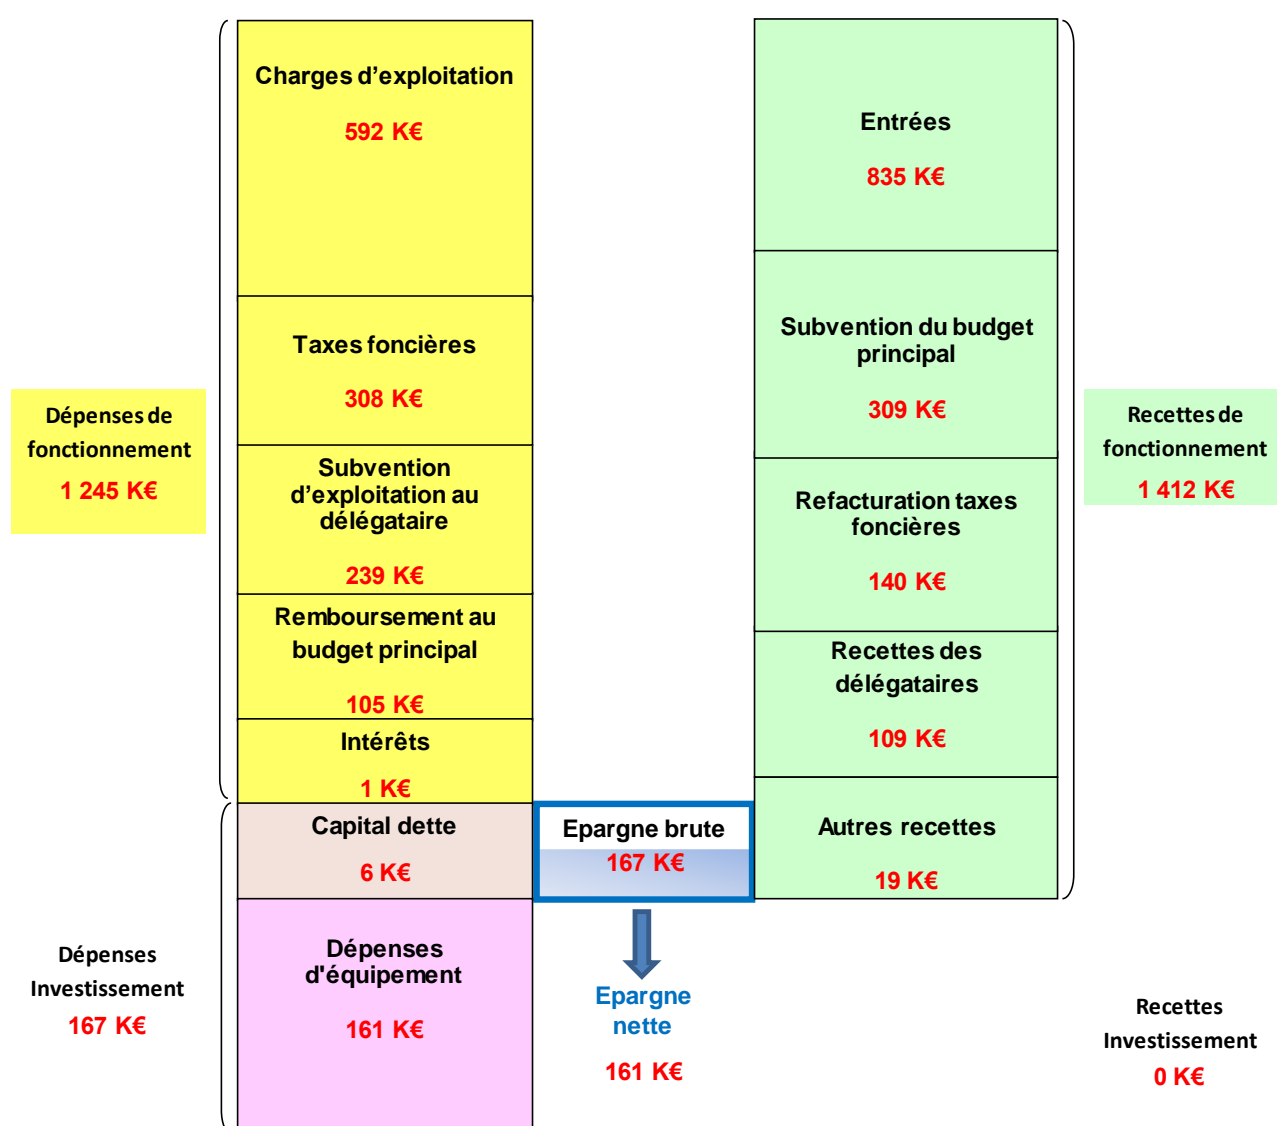 Dépenses de
fonctionnement
1 245 K€
Dépenses
Investissement
167 K€
Charges d’exploitation
592 K€
Taxes foncières
308 K€
Subvention
d’exploitation au
délégataire
239 K€
Remboursement au
budget principal
105 K€
Intérêts
1 K€
Capital dette
6 K€
Dépenses
d'équipement
161 K€
Epargne brute
167 K€
Epargne
nette
161 K€
Entrées
835 K€
Subvention du budget
principal
309 K€
Refacturation taxes
foncières
140 K€
Recettes des
délégataires
109 K€
Autres recettes
19 K€
Recettes de
fonctionnement
1 412 K€
Recettes
Investissement
0 K€